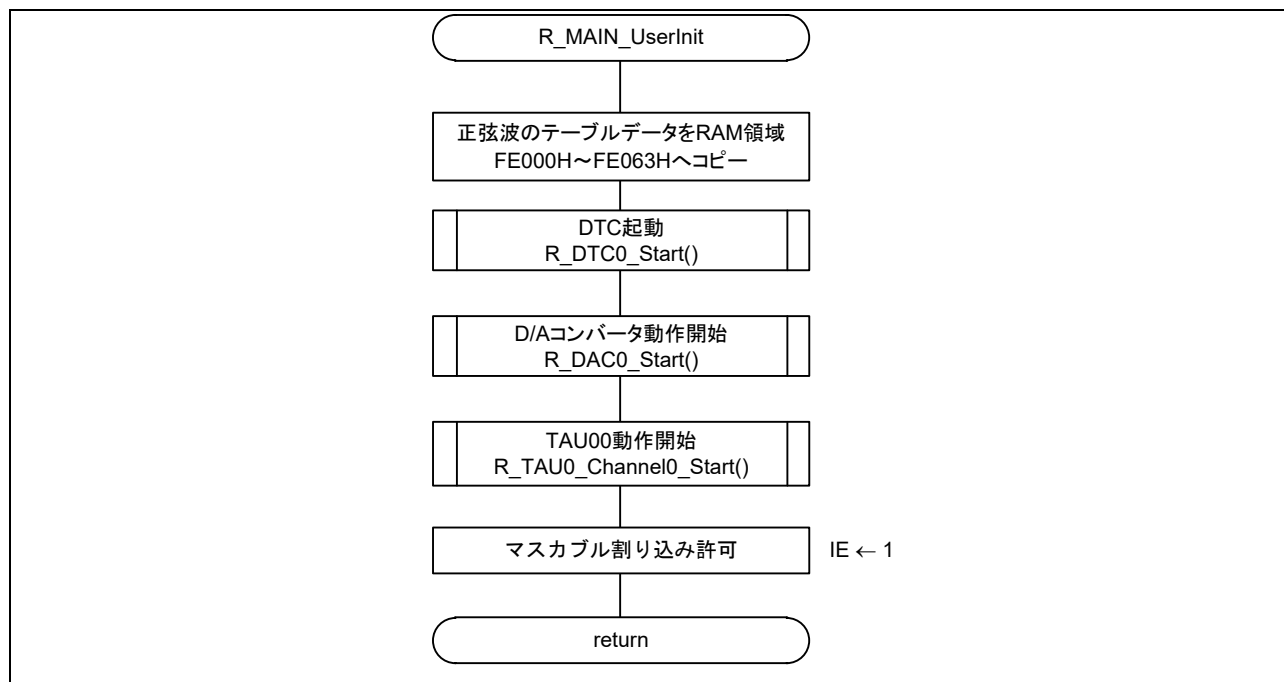 R_MAIN_UserInit
正弦波のテーブルデータをRAM領域
FE000H～FE063Hへコピー
DTC起動
R_DTC0_Start()
D/Aコンバータ動作開始
R_DAC0_Start()
TAU00動作開始
R_TAU0_Channel0_Start()
マスカブル割り込み許可
IE ← 1
return